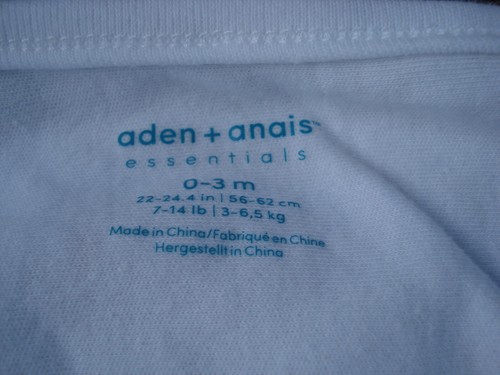 aden + anais™
essentials
0-3 m
22-24.4 in | 56-62 cm
7-14 lb | 3-6,5 kg
Made in China/Fabriqué en Chine
Hergestellt in China